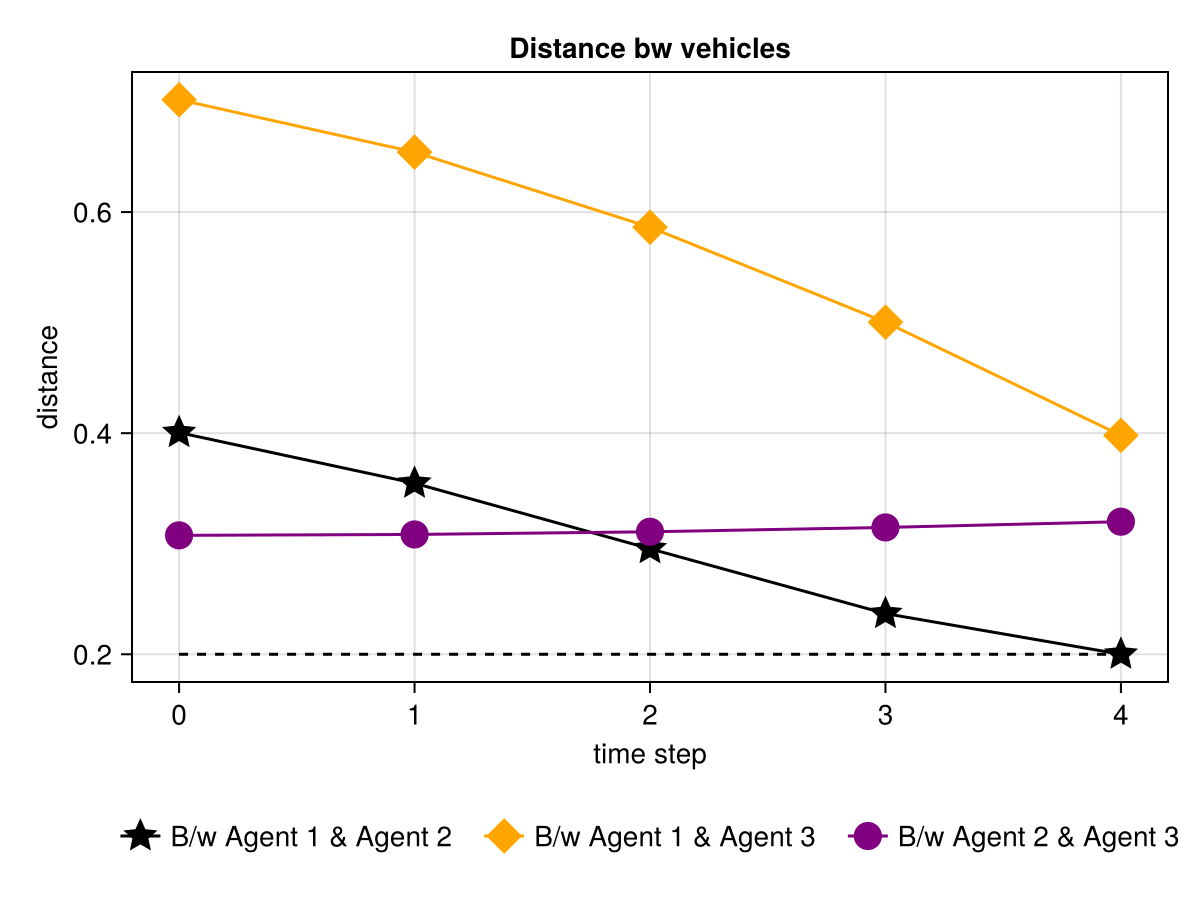 Distance bw vehicles
distance
0.6
0.4
0.2
0 1 2 3 4
time step
B/w Agent 1 & Agent 2 B/w Agent 1 & Agent 3 B/w Agent 2 & Agent 3